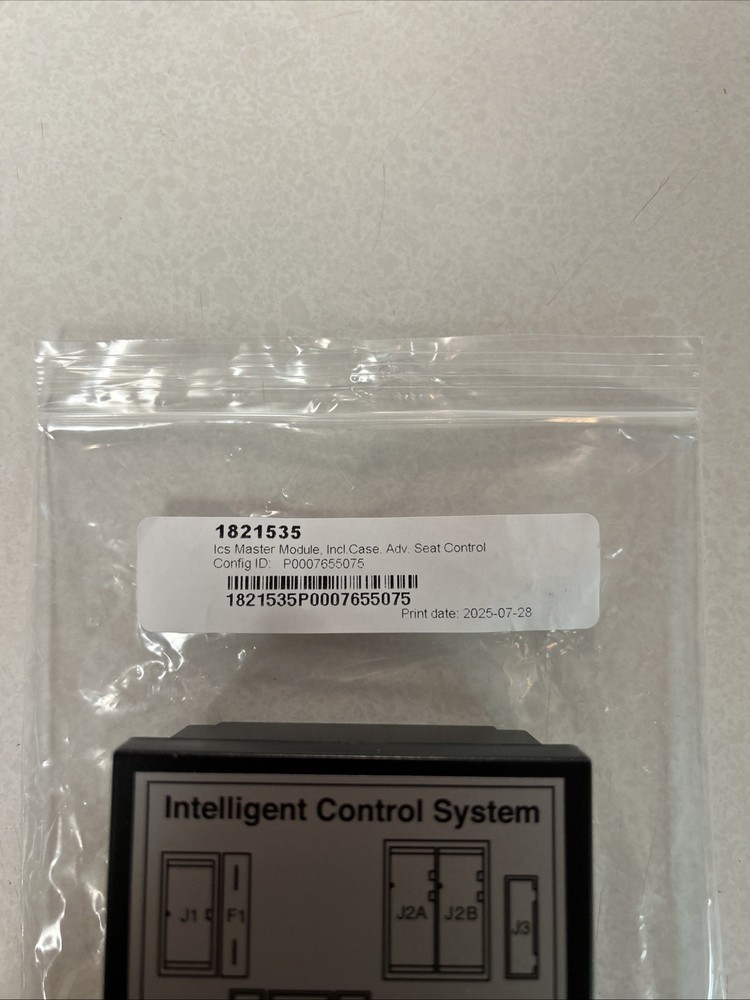 1821535
Ics Master Module, Incl.Case, Adv. Seat Control
Config ID: P0007655075
1821535P0007655075
Print date: 2025-07-28
Intelligent Control System
J1 F1 J2A J2B J3